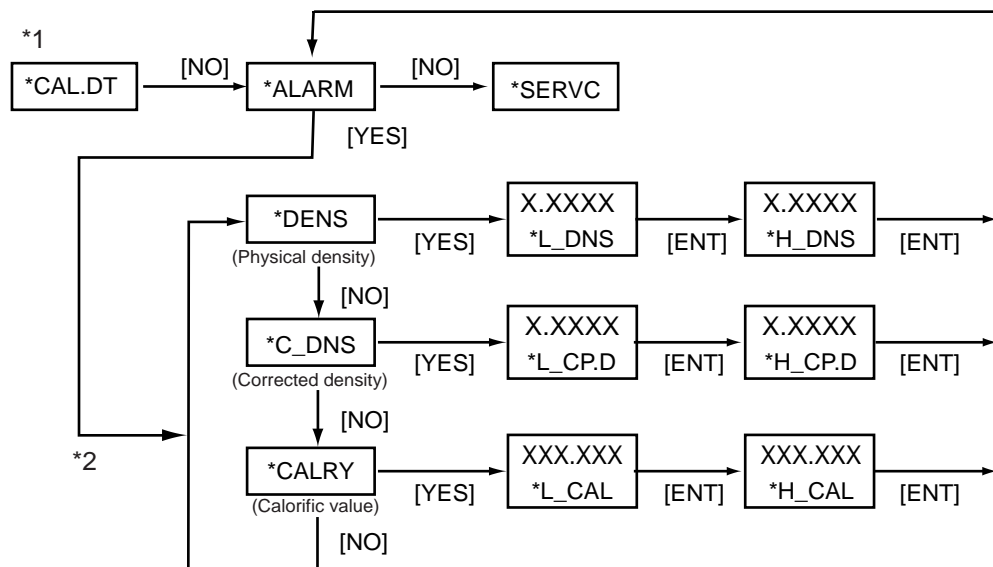 *1
*CAL.DT
[NO]
*ALARM
[NO]
*SERVC
[YES]
*DENS
(Physical density)
[YES]
X.XXXX
*L_DNS
[ENT]
X.XXXX
*H_DNS
[ENT]
[NO]
*C_DNS
(Corrected density)
[YES]
X.XXXX
*L_CP.D
[ENT]
X.XXXX
*H_CP.D
[ENT]
[NO]
*2
*CALRY
(Calorific value)
[YES]
XXX.XXX
*L_CAL
[ENT]
XXX.XXX
*H_CAL
[ENT]
[NO]